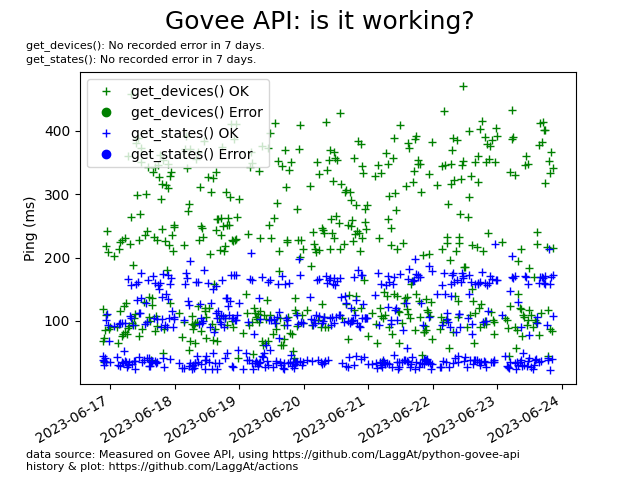 Govee API: is it working?
get_devices(): No recorded error in 7 days.
get_states(): No recorded error in 7 days.
get_devices() OK
get_devices() Error
get_states() OK
get_states() Error
400
300
200
100
Ping (ms)
2023-06-17
2023-06-18
2023-06-19
2023-06-20
2023-06-21
2023-06-22
2023-06-23
2023-06-24
data source: Measured on Govee API, using https://github.com/LaggAt/python-govee-api
history & plot: https://github.com/LaggAt/actions